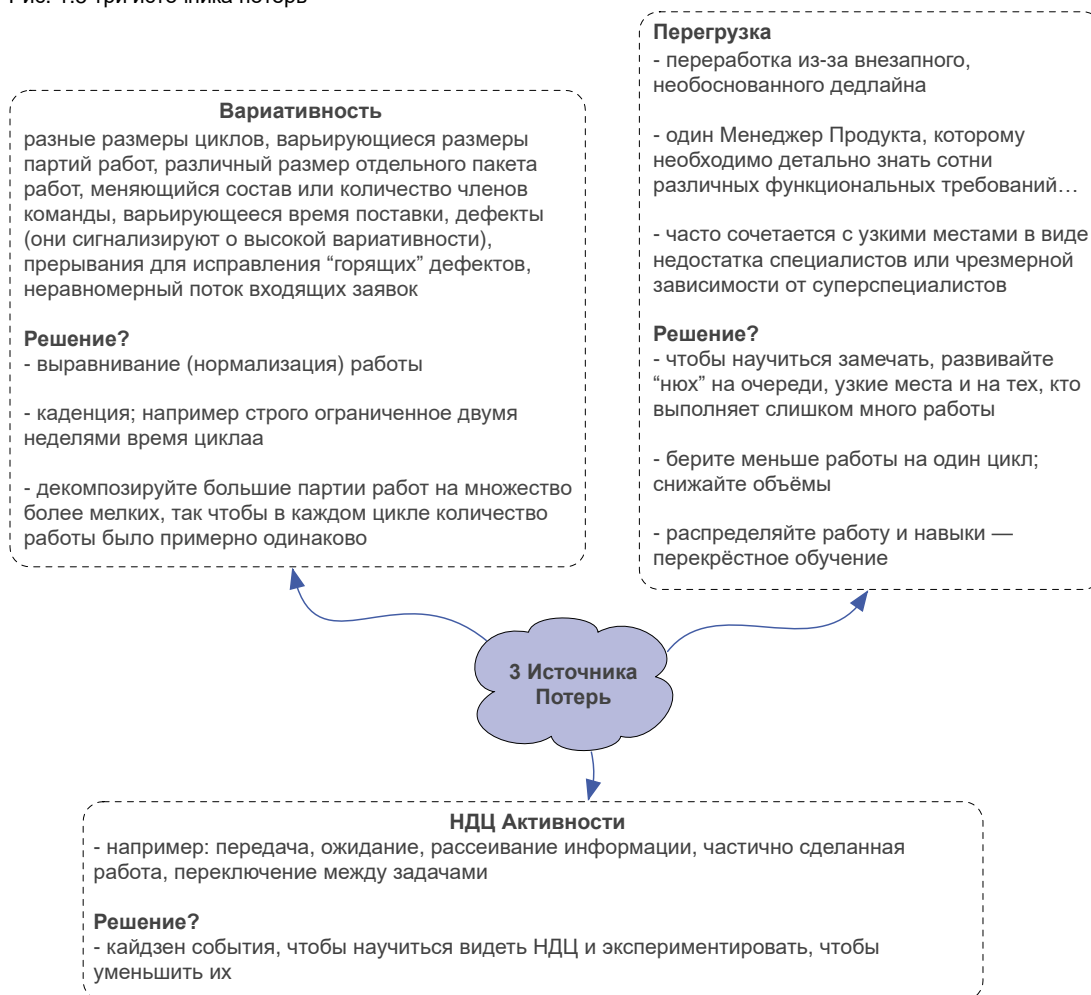 Рис. 1.8 три источника потерь
Вариативность
разные размеры циклов, варьирующиеся размеры
партий работ, различный размер отдельного пакета
работ, меняющийся состав или количество членов
команды, варьирующееся время поставки, дефекты
(они сигнализируют о высокой вариативности),
прерывания для исправления “горящих” дефектов,
неравномерный поток входящих заявок
Решение?
- выравнивание (нормализация) работы
- каденция; например строго ограниченное двумя
неделями время циклаа
- декомпозируйте большие партии работ на множество
более мелких, так чтобы в каждом цикле количество
работы было примерно одинаково
Перегрузка
- переработка из-за внезапного,
необоснованного дедлайна
- один Менеджер Продукта, которому
необходимо детально знать сотни
различных функциональных требований…
- часто сочетается с узкими местами в виде
недостатка специалистов или чрезмерной
зависимости от суперспециалистов
Решение?
- чтобы научиться замечать, развивайте
“нюх” на очереди, узкие места и на тех, кто
выполняет слишком много работы
- берите меньше работы на один цикл;
снижайте объёмы
- распределяйте работу и навыки —
перекрёстное обучение
3 Источника
Потерь
НДЦ Активности
- например: передача, ожидание, рассеивание информации, частично сделанная
работа, переключение между задачами
Решение?
- кайдзен события, чтобы научиться видеть НДЦ и экспериментировать, чтобы
уменьшить их